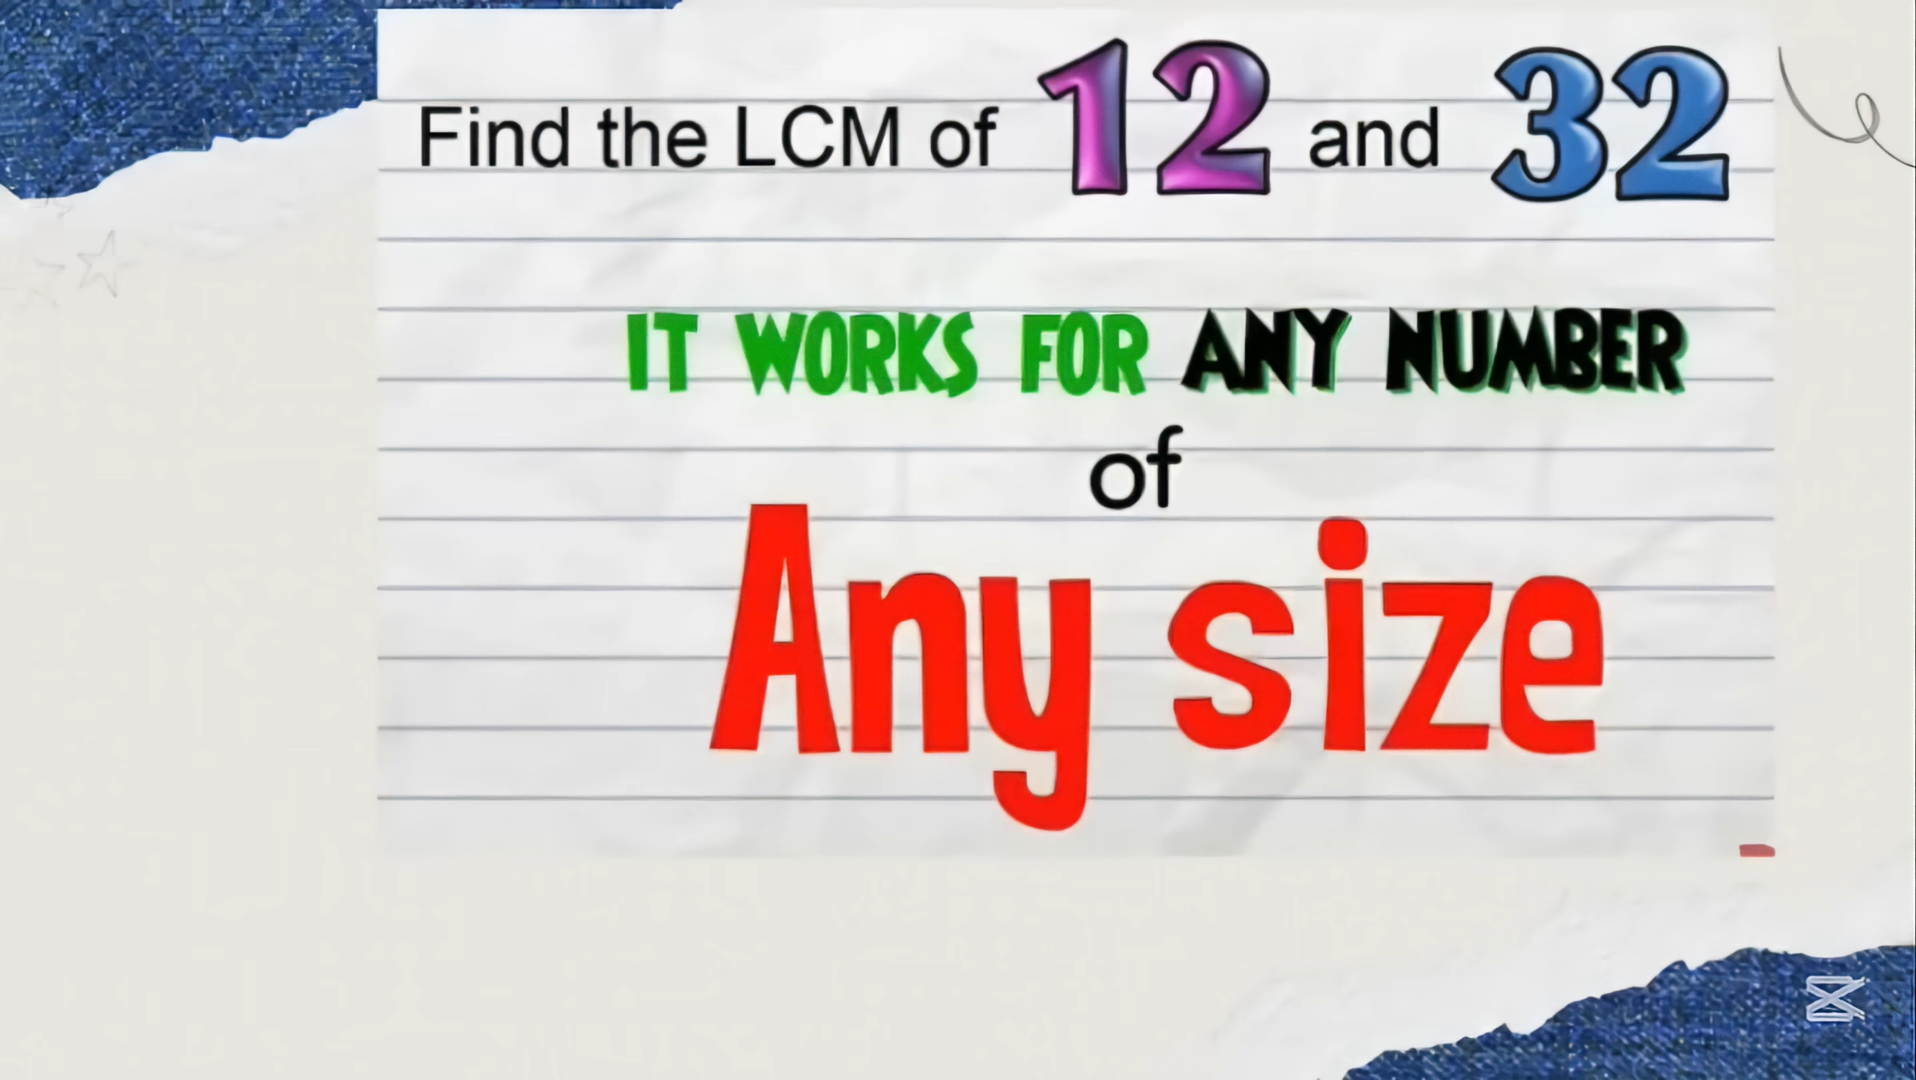 Find the LCM of 12 and 32
IT WORKS FOR ANY NUMBER
of
Any size